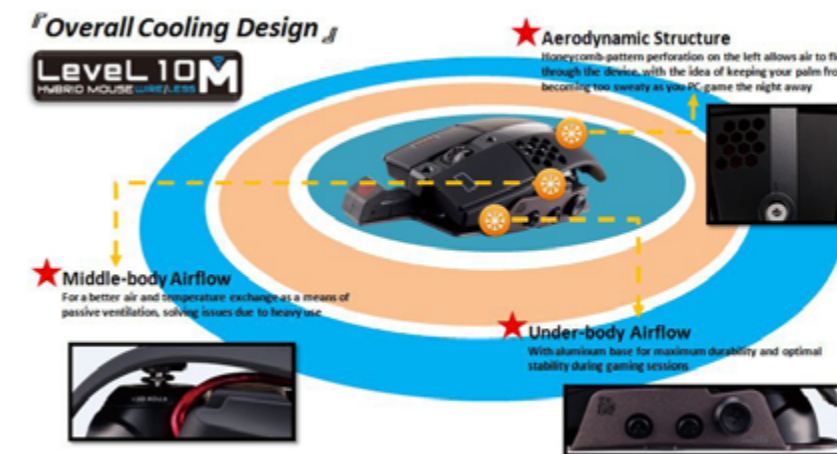 『Overall Cooling Design』
LeveL 10 M
HYBRID MOUSE WIRE/LESS
Aerodynamic Structure
Honeycomb-pattern perforation on the left allows air to
through the device, with the idea of keeping your palm
becoming too sweaty as you PC-game the night away
Middle-body Airflow
For a better air and temperature exchange as a means of
passive ventilation, solving issues due to heavy use
Under-body Airflow
With aluminum base for maximum durability and optimal
stability during gaming sessions